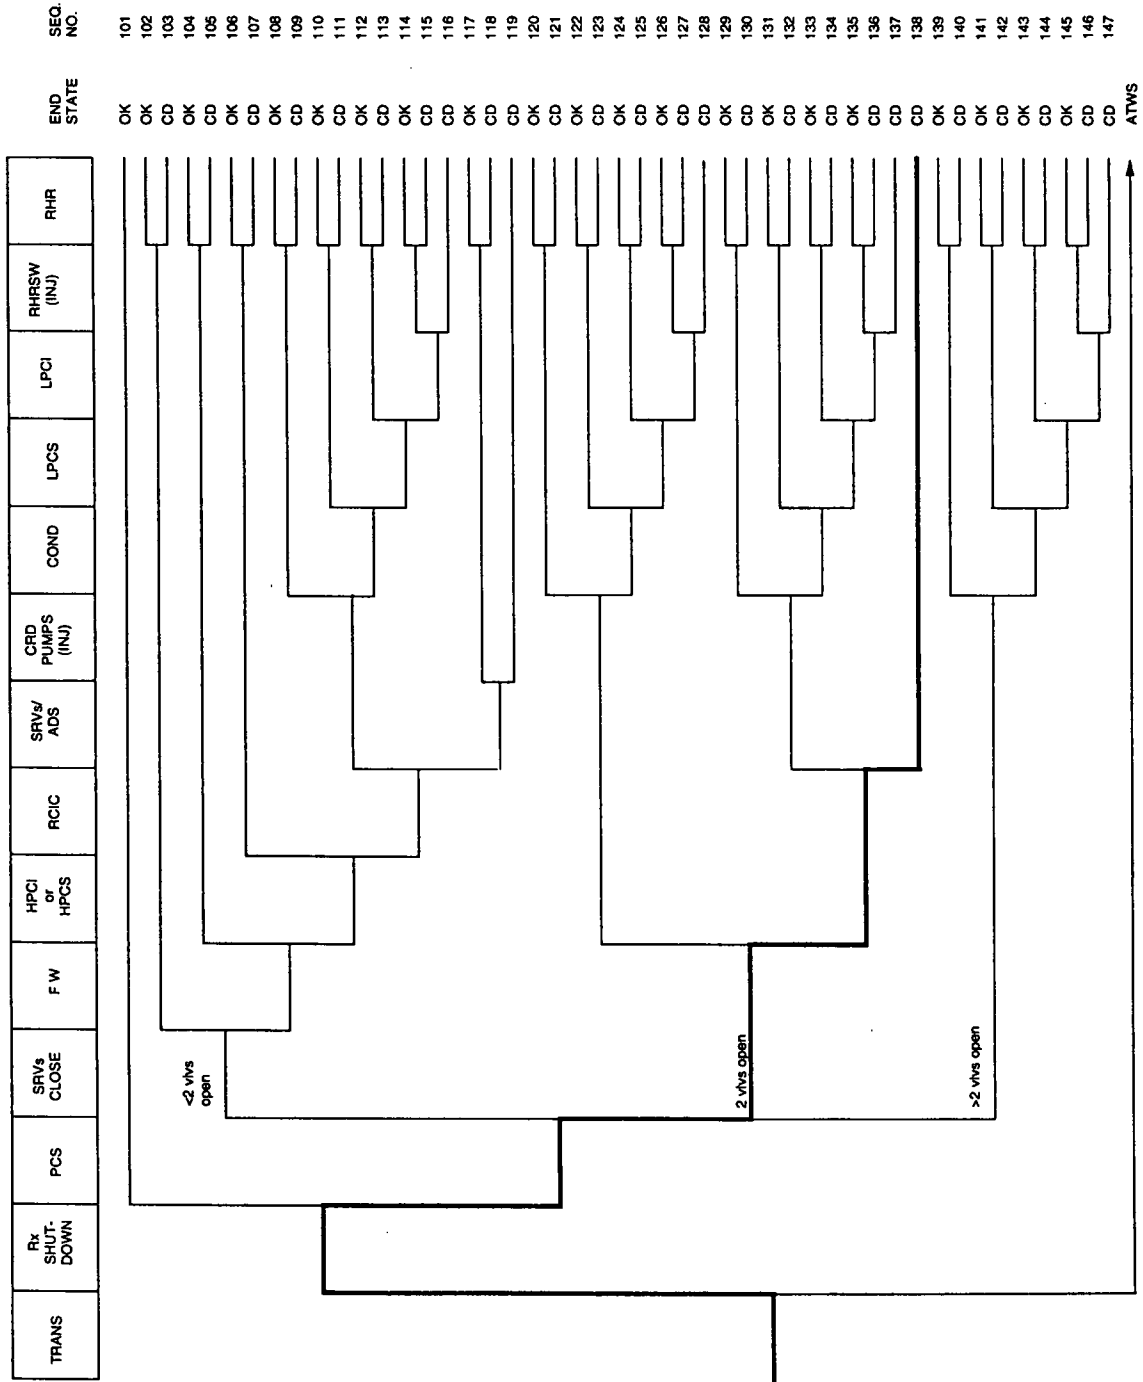 TRANS
Rx
SHUT-
DOWN
PCS
SRVs
CLOSE
F W
HPCI
or
HPCS
RCIC
SRVs/
ADS
CRD
PUMPS
(INJ)
COND
LPCS
LPCI
RHRSW
(INJ)
RHR
END
STATE
SEQ.
NO.
OK 101
OK 102
CD 103
OK 104
CD 105
OK 106
CD 107
OK 108
CD 109
OK 110
CD 111
OK 112
CD 113
OK 114
CD 115
CD 116
OK 117
CD 118
CD 119
OK 120
CD 121
OK 122
CD 123
OK 124
CD 125
OK 126
CD 127
CD 128
OK 129
CD 130
OK 131
CD 132
OK 133
CD 134
OK 135
CD 136
CD 137
CD 138
OK 139
CD 140
OK 141
CD 142
OK 143
CD 144
OK 145
CD 146
CD 147
ATWS
<2 vlvs
open
2 vlvs open
>2 vlvs open